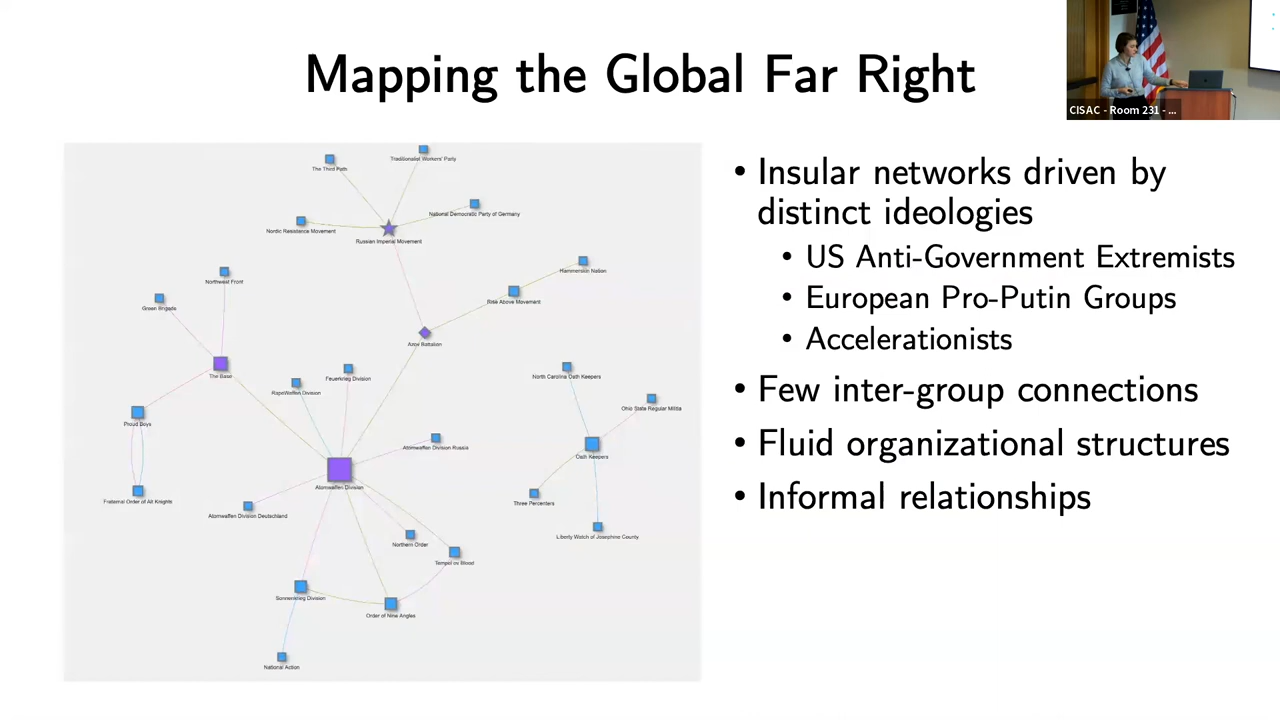 Mapping the Global Far Right
CISAC - Room 231 - ...
Traditionalist Workers' Party
The Third Path
National Democratic Party of Germany
Nordic Resistance Movement
Russian Imperial Movement
Hammerskin Nation
Northwest Front
Rise Above Movement
Green Brigade
Azov Battalion
The Base
Feuerkrieg Division
RapeWaffen Division
North Carolina Oath Keepers
Ohio State Regular Militia
Proud Boys
Atomwaffen Division Russia
Oath Keepers
Atomwaffen Division
Fraternal Order of Alt Knights
Three Percenters
Atomwaffen Division Deutschland
Liberty Watch of Josephine County
Northern Order
Tempel ov Blood
Sonnenkrieg Division
Order of Nine Angles
National Action
• Insular networks driven by
distinct ideologies
• US Anti-Government Extremists
• European Pro-Putin Groups
• Accelerationists
• Few inter-group connections
• Fluid organizational structures
• Informal relationships